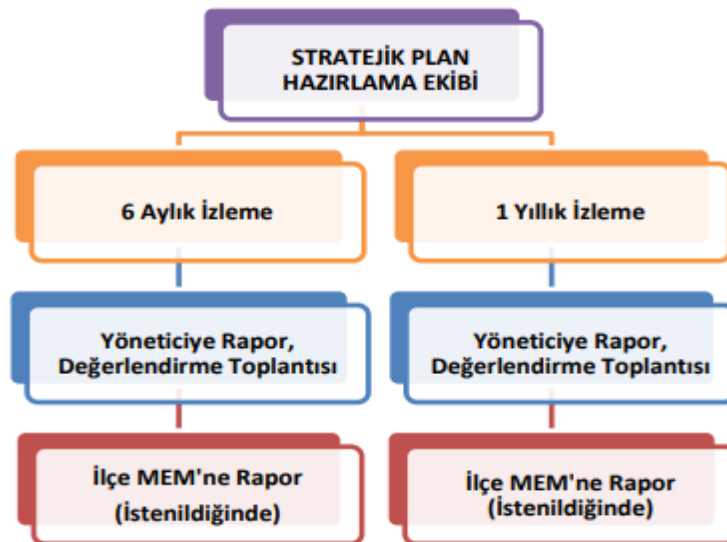 STRATEJİK PLAN
HAZIRLAMA EKİBİ
6 Aylık İzleme
1 Yıllık İzleme
Yöneticiye Rapor,
Değerlendirme Toplantısı
Yöneticiye Rapor,
Değerlendirme Toplantısı
İlçe MEM'ne Rapor
(İstenildiğinde)
İlçe MEM'ne Rapor
(İstenildiğinde)